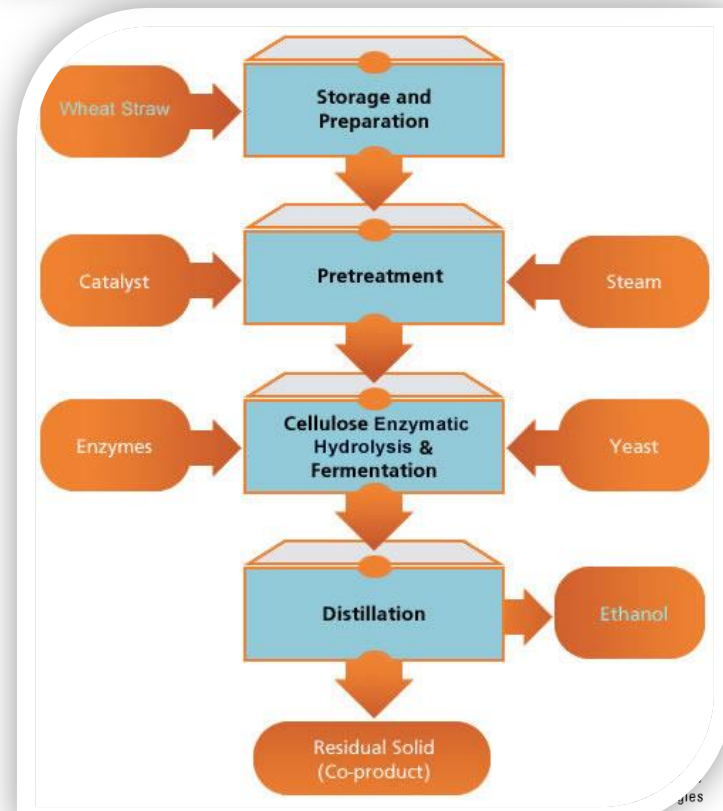 Wheat Straw
Storage and
Preparation
Catalyst
Pretreatment
Steam
Enzymes
Cellulose Enzymatic
Hydrolysis &
Fermentation
Yeast
Distillation
Ethanol
Residual Solid
(Co-product)